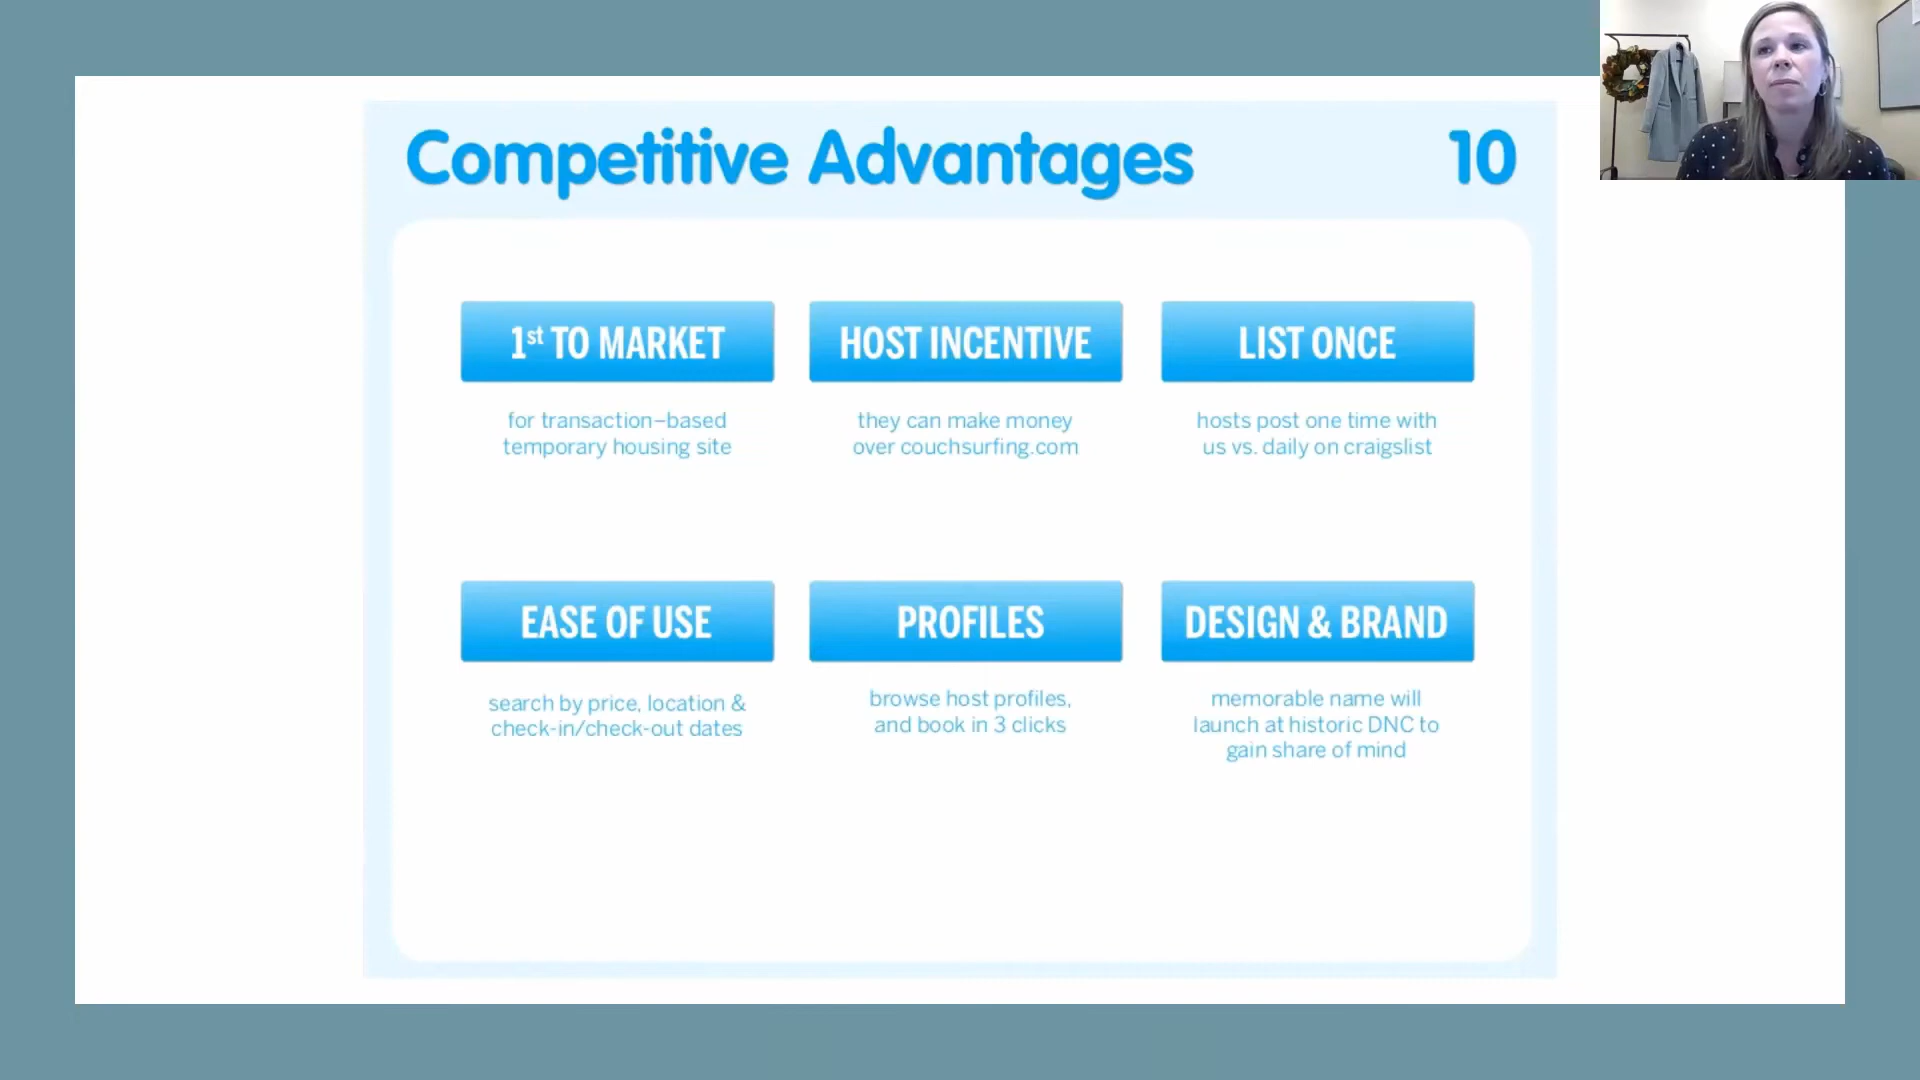 Competitive Advantages
10
1st TO MARKET
for transaction–based
temporary housing site
HOST INCENTIVE
they can make money
over couchsurfing.com
LIST ONCE
hosts post one time with
us vs. daily on craigslist
EASE OF USE
search by price, location &
check-in/check-out dates
PROFILES
browse host profiles,
and book in 3 clicks
DESIGN & BRAND
memorable name will
launch at historic DNC to
gain share of mind